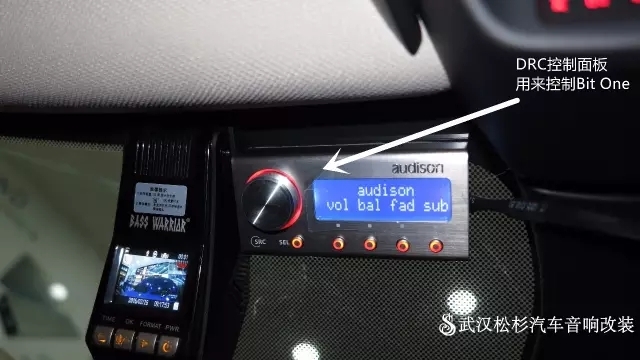 DRC控制面板
用来控制Bit One
audison
audison
vol bal fad sub
SRC
SEL
BASS WARRIOR
TIME OK FORMAT PWR
武汉松杉汽车音响改装